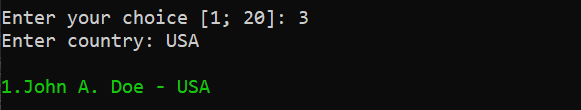 Enter your choice [1; 20]: 3
Enter country: USA
1.John A. Doe - USA